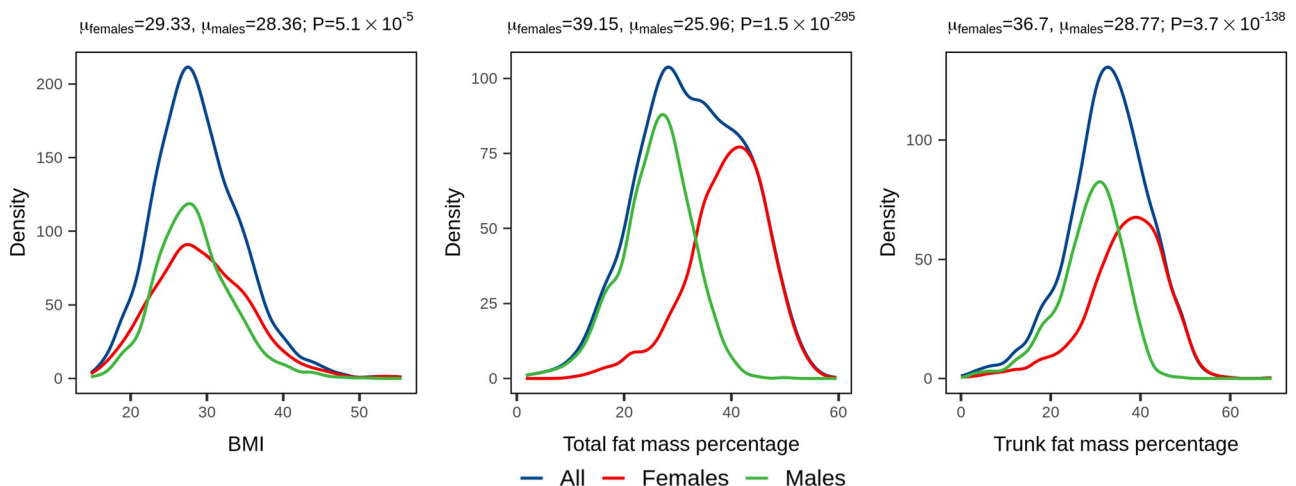 μfemales=29.33, μmales=28.36; P=5.1 × 10-5
μfemales=39.15, μmales=25.96; P=1.5 × 10-295
μfemales=36.7, μmales=28.77; P=3.7 × 10-138
Density
200
150
100
50
0
20 30 40 50
BMI
Density
100
75
50
25
0
0 20 40 60
Total fat mass percentage
Density
100
50
0
0 20 40 60
Trunk fat mass percentage
All Females Males